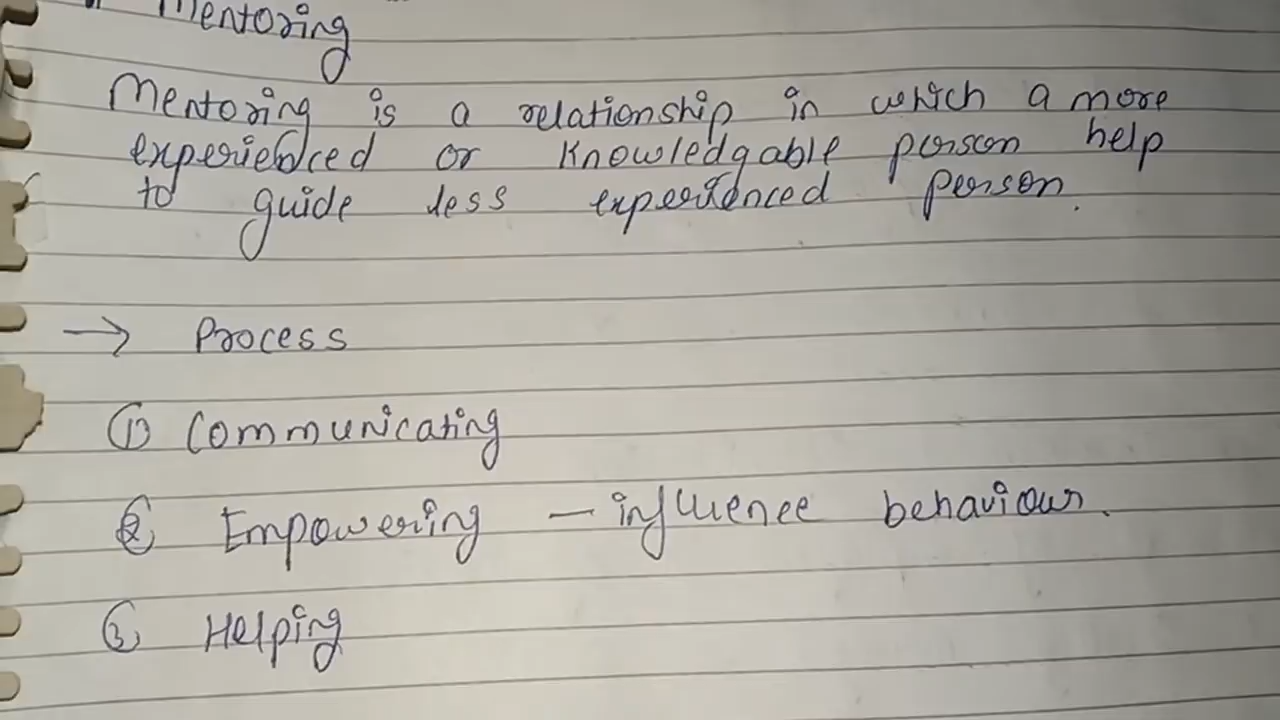 Mentoring
Mentoring is a relationship in which a more
experienced or knowledgable person help
to guide less experienced person.
→ Process
① Communicating
② Empowering — influence behaviour.
③ Helping